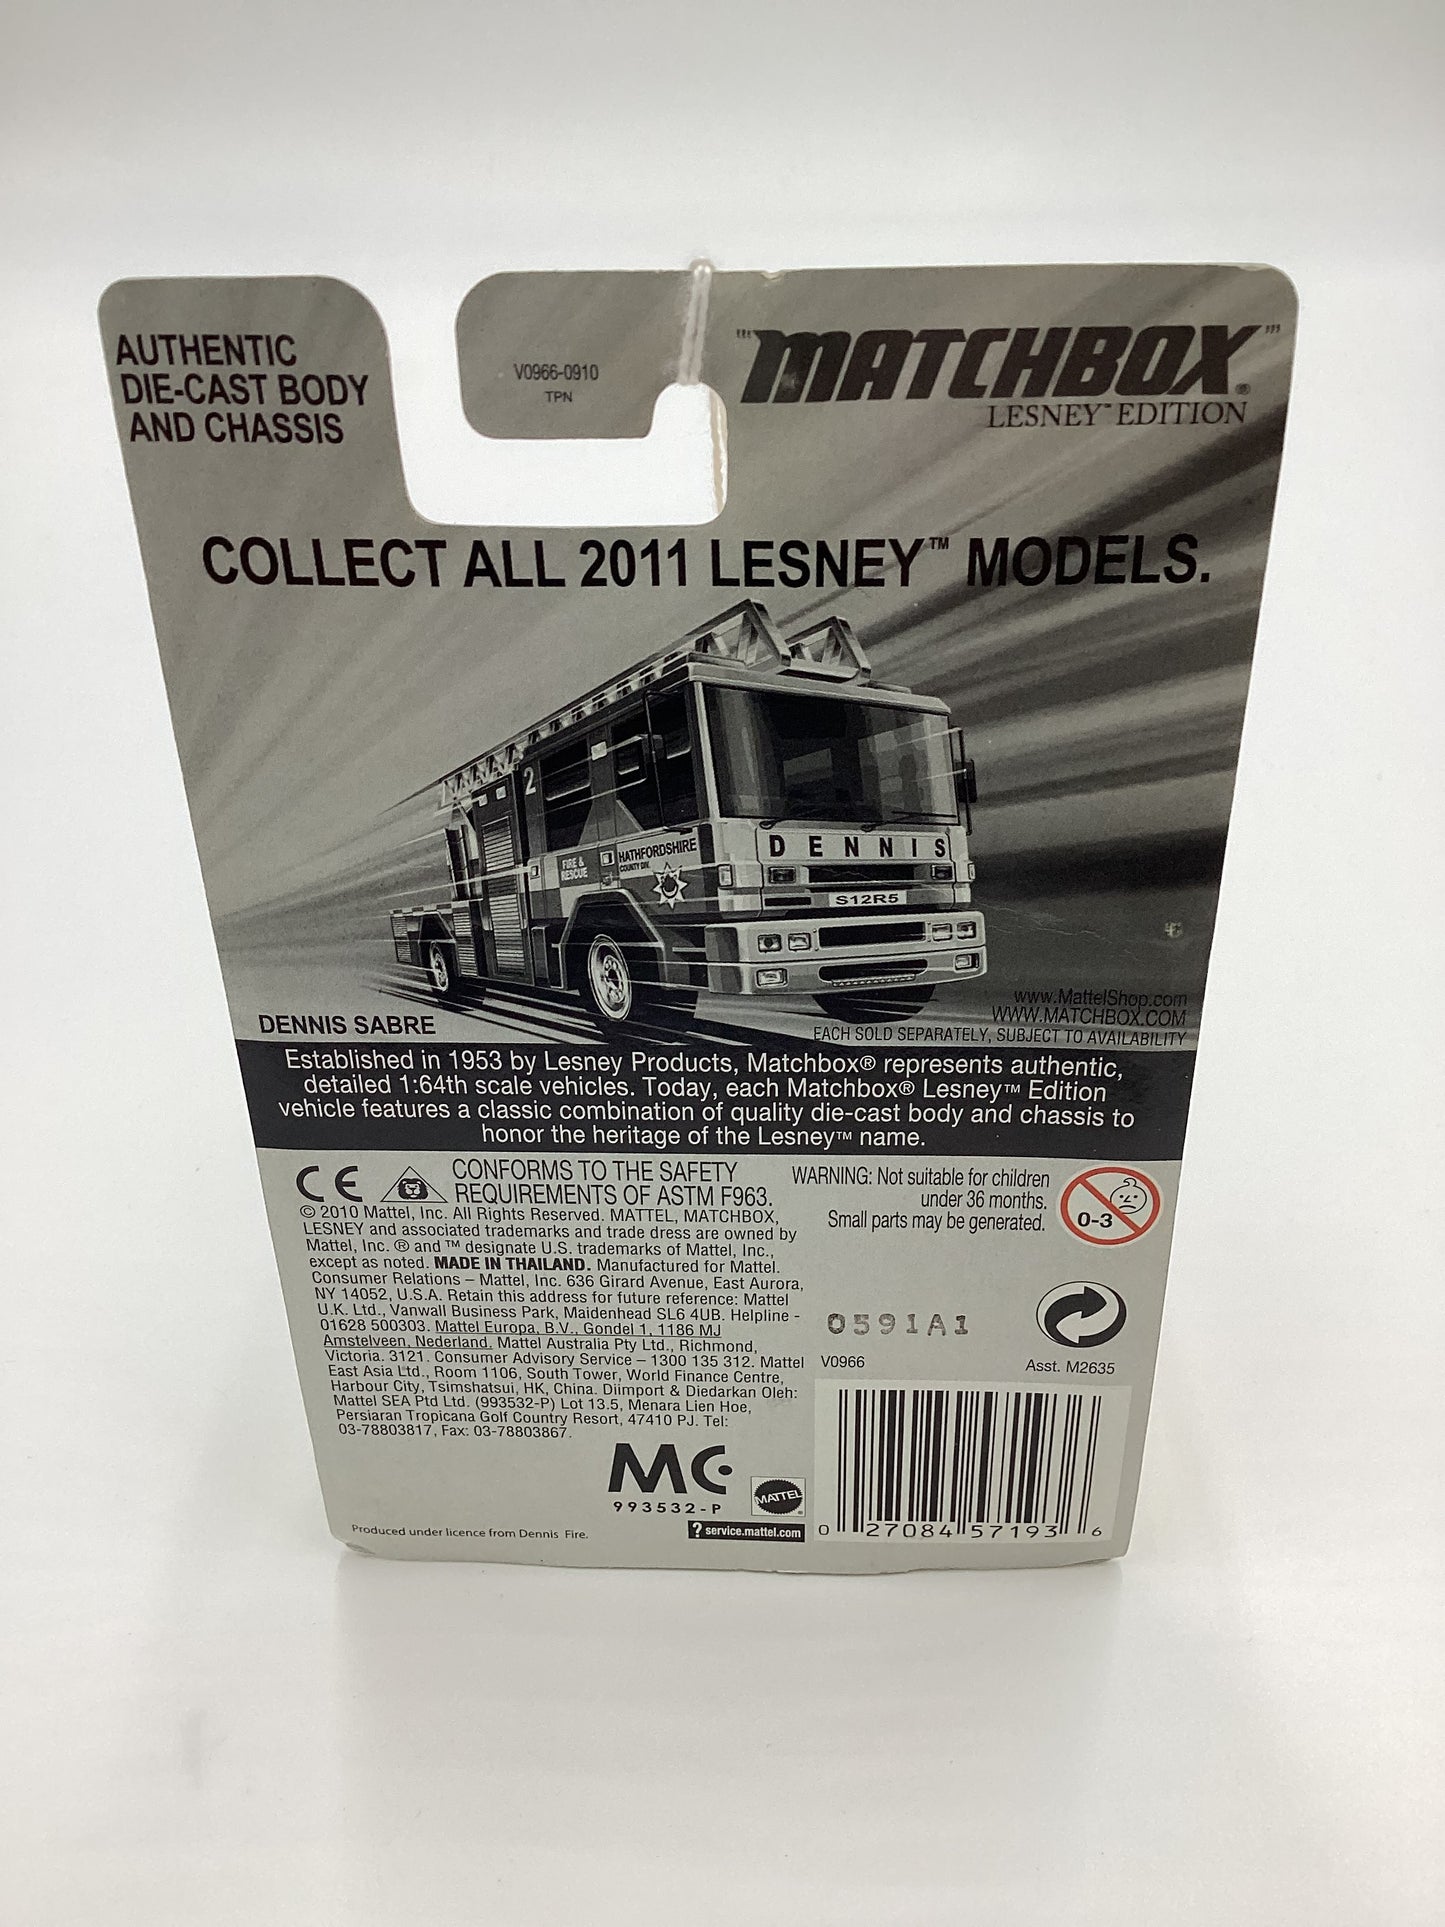 AUTHENTIC
DIE-CAST BODY
AND CHASSIS
V0966-0910
TPN
"MATCHBOX"®
LESNEY™ EDITION
COLLECT ALL 2011 LESNEY™ MODELS.
2
FIRE &
RESCUE
HATHFORDSHIRE
COUNTY DIV.
DENNIS
S12R5
DENNIS SABRE
www.MattelShop.com
WWW.MATCHBOX.COM
EACH SOLD SEPARATELY, SUBJECT TO AVAILABILITY
Established in 1953 by Lesney Products, Matchbox® represents authentic,
detailed 1:64th scale vehicles. Today, each Matchbox® Lesney™ Edition
vehicle features a classic combination of quality die-cast body and chassis to
honor the heritage of the Lesney™ name.
CE
CONFORMS TO THE SAFETY
REQUIREMENTS OF ASTM F963.
© 2010 Mattel, Inc. All Rights Reserved. MATTEL, MATCHBOX,
LESNEY and associated trademarks and trade dress are owned by
Mattel, Inc. ® and ™ designate U.S. trademarks of Mattel, Inc.,
except as noted. MADE IN THAILAND. Manufactured for Mattel.
Consumer Relations – Mattel, Inc. 636 Girard Avenue, East Aurora,
NY 14052, U.S.A. Retain this address for future reference: Mattel
U.K. Ltd., Vanwall Business Park, Maidenhead SL6 4UB. Helpline -
01628 500303. Mattel Europa, B.V., Gondel 1, 1186 MJ
Amstelveen, Nederland. Mattel Australia Pty Ltd., Richmond,
Victoria. 3121. Consumer Advisory Service – 1300 135 312. Mattel
East Asia Ltd., Room 1106, South Tower, World Finance Centre,
Harbour City, Tsimshatsui, HK, China. Diimport & Diedarkan Oleh:
Mattel SEA Ptd Ltd. (993532-P) Lot 13.5, Menara Lien Hoe,
Persiaran Tropicana Golf Country Resort, 47410 PJ. Tel:
03-78803817, Fax: 03-78803867.
MC
993532-P
MATTEL
? service.mattel.com
Produced under licence from Dennis Fire.
WARNING: Not suitable for children
under 36 months.
Small parts may be generated.
0-3
0591A1
V0966
Asst. M2635
0 27084 57193 6